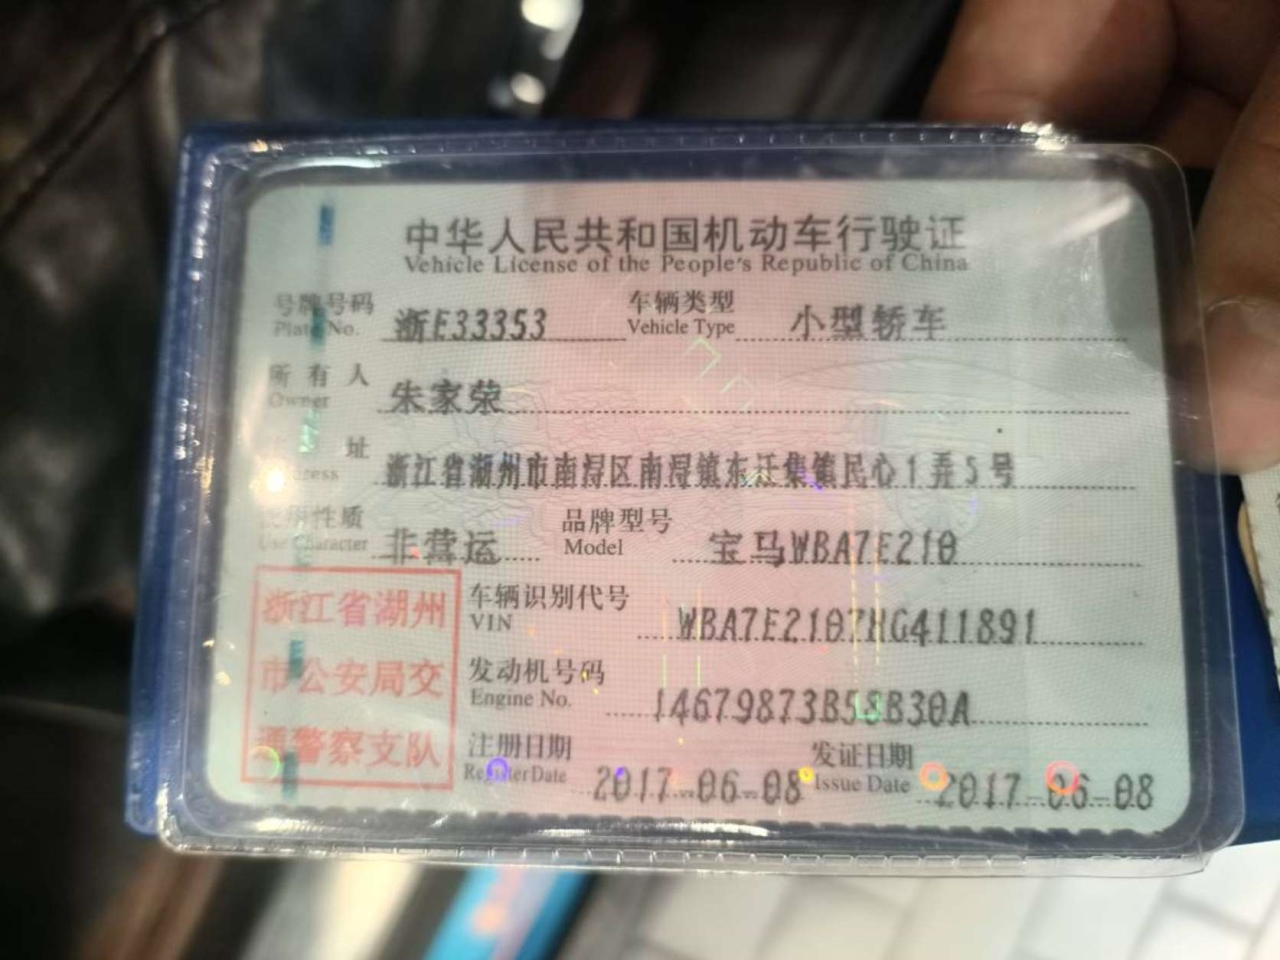 中华人民共和国机动车行驶证
Vehicle License of the People's Republic of China
号牌号码 浙E33353 车辆类型 小型轿车
Plate No. Vehicle Type
所有人 朱家荣
Owner
址 浙江省湖州市南浔区南浔镇东迁集镇民心1弄5号
性质 非营运 品牌型号 宝马WBA7E210
Use Character Model
浙江省湖州
市公安局交
通警察支队
车辆识别代号 WBA7E2107HG411891
VIN
发动机号码 14679873B58B30A
Engine No.
注册日期 2017-06-08 发证日期 2017-06-08
Register Date Issue Date